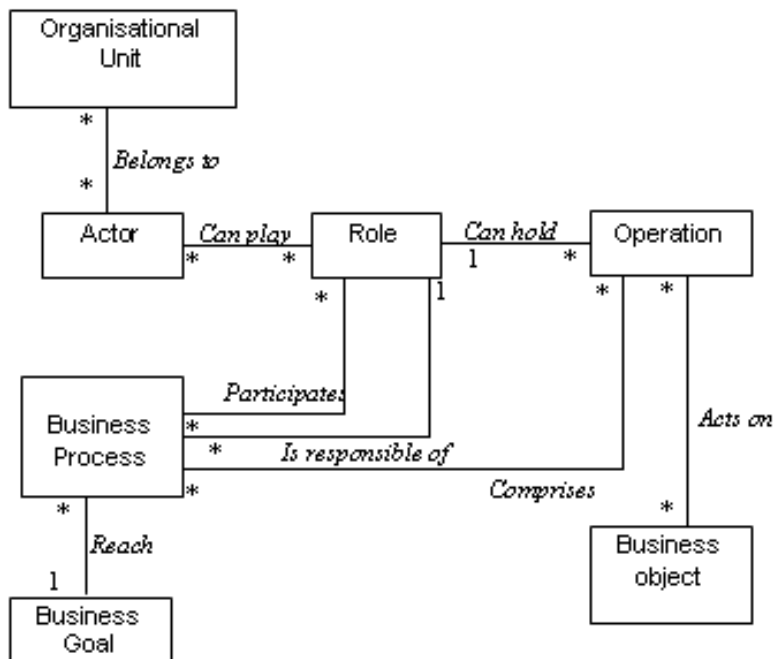 Organisational
Unit
*
Belongs to
*
Actor
Can play
* *
Role
Can hold
1 *
Operation
* 1 * *
Participates
*
Business
Process
* Is responsible of
* Comprises
Acts on
*
*
Reach
1
Business
object
Business
Goal